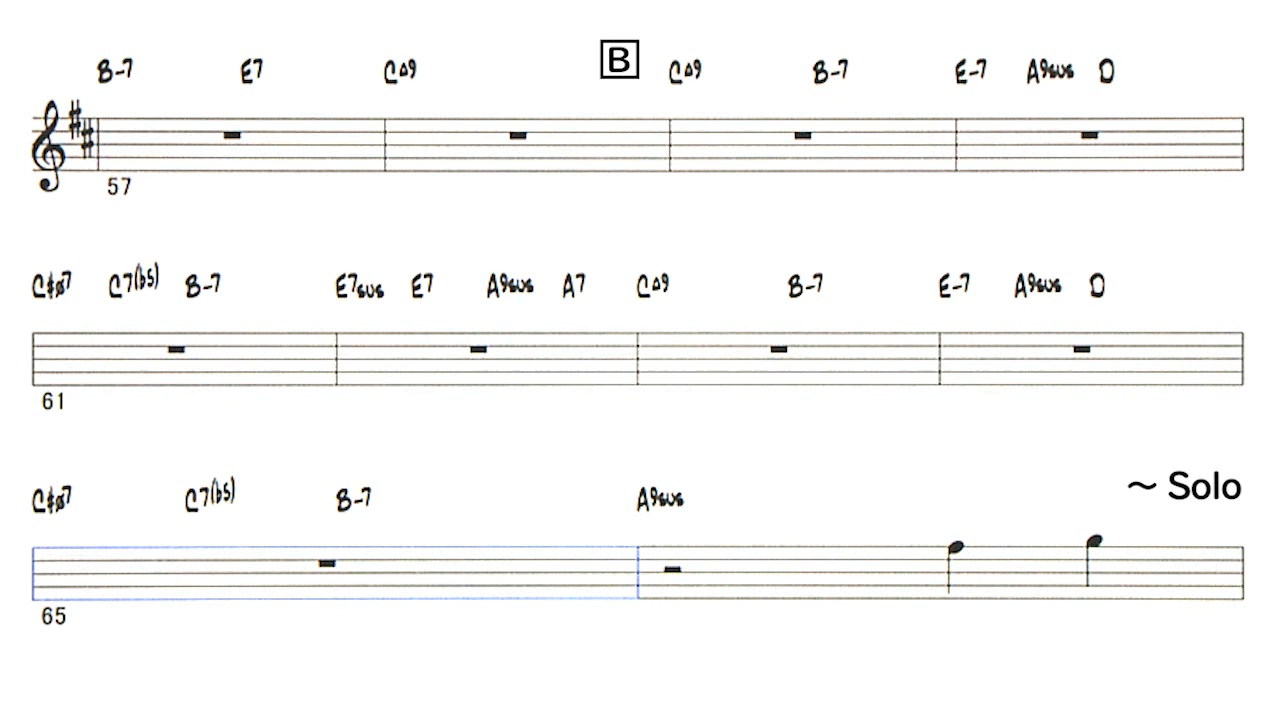 B-7 E7 C△9 B C△9 B-7 E-7 A9sus D
57
C#ø7 C7(b5) B-7 E7sus E7 A9sus A7 C△9 B-7 E-7 A9sus D
61
~ Solo
C#ø7 C7(b5) B-7 A9sus
65